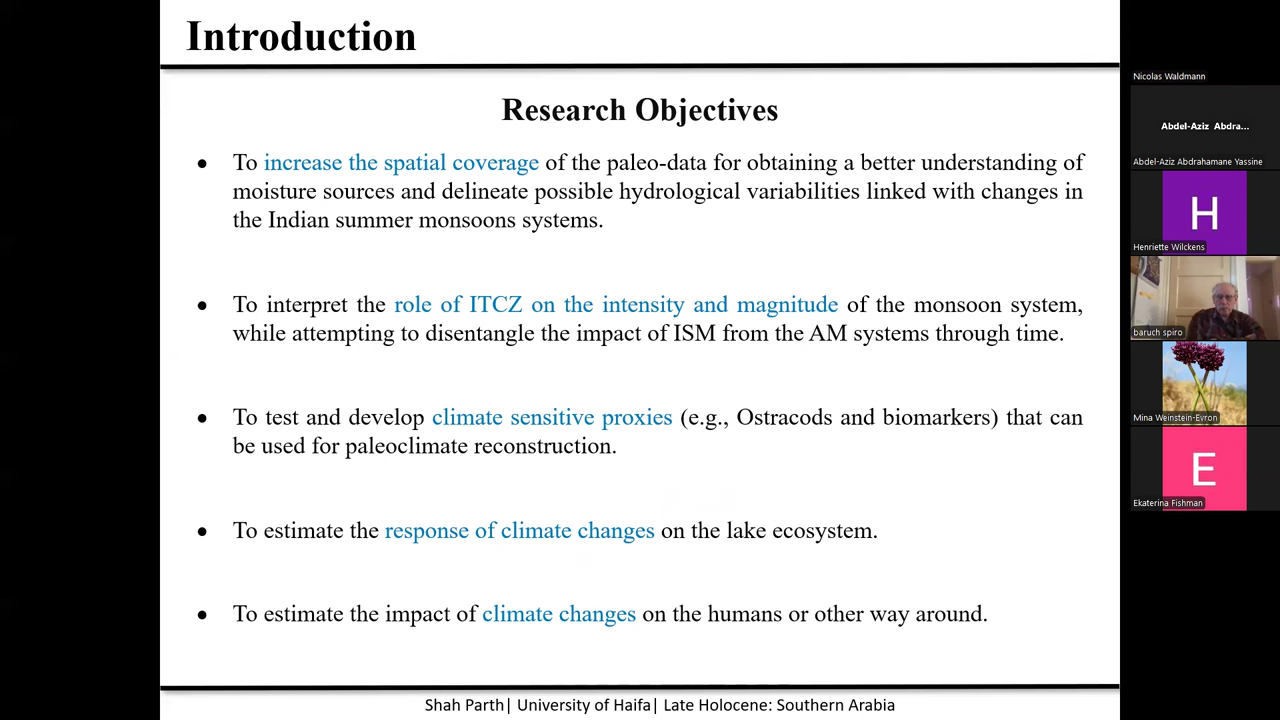 Introduction
Research Objectives
• To increase the spatial coverage of the paleo-data for obtaining a better understanding of
moisture sources and delineate possible hydrological variabilities linked with changes in
the Indian summer monsoons systems.
• To interpret the role of ITCZ on the intensity and magnitude of the monsoon system,
while attempting to disentangle the impact of ISM from the AM systems through time.
• To test and develop climate sensitive proxies (e.g., Ostracods and biomarkers) that can
be used for paleoclimate reconstruction.
• To estimate the response of climate changes on the lake ecosystem.
• To estimate the impact of climate changes on the humans or other way around.
Shah Parth| University of Haifa| Late Holocene: Southern Arabia
Nicolas Waldmann
Abdel-Aziz Abdra...
Abdel-Aziz Abdrahamane Yassine
H
Henriette Wilckens
baruch spiro
Mina Weinstein-Evron
E
Ekaterina Fishman